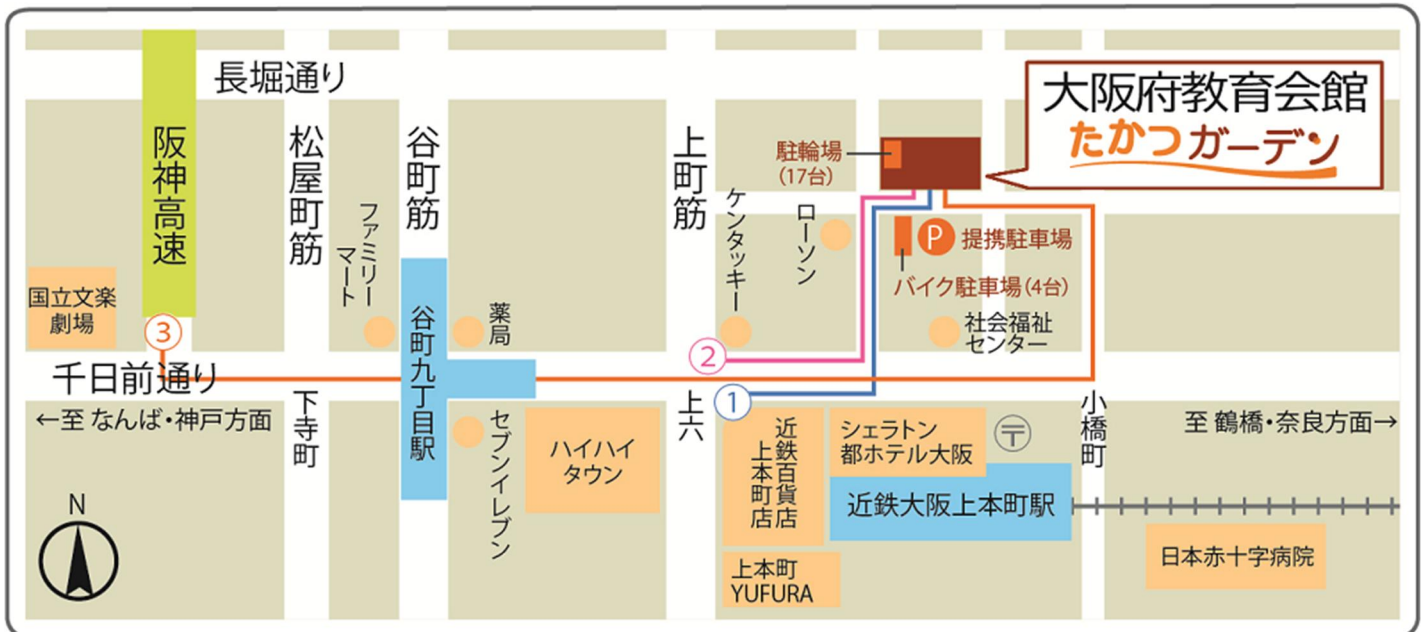 長堀通り
阪神高速
松屋町筋
谷町筋
上町筋
大阪府教育会館
たかつガーデン
駐輪場
(17台)
ファミリー
マート
ケンタッキー
ローソン
P
提携駐車場
バイク駐車場(4台)
国立文楽
劇場
3
谷町九丁目駅
薬局
2
社会福祉
センター
千日前通り
1
←至 なんば・神戸方面
下寺町
セブンイレブン
ハイハイ
タウン
上六
近鉄百貨店
上本町店
シェラトン
都ホテル大阪
〒
小橋町
至 鶴橋・奈良方面→
近鉄大阪上本町駅
N
上本町
YUFURA
日本赤十字病院